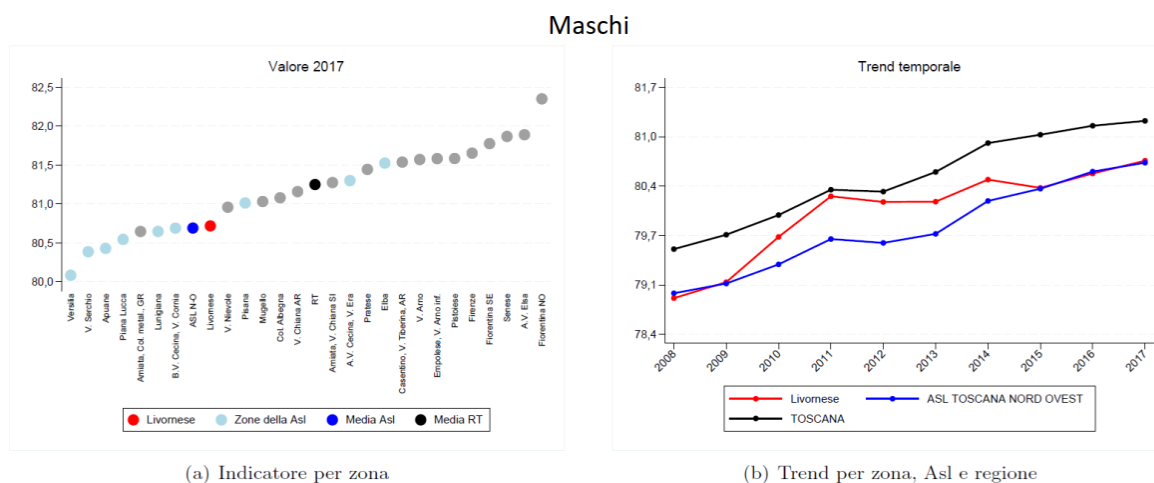 Maschi
Valore 2017
82,5
82,0
81,5
81,0
80,5
80,0
Versilia
V. Serchio
Apuane
Piana Lucca
Amiata, Col. metal., GR
Lunigiana
B.V. Cecina, V. Cornia
ASL N-O
Livornese
V. Nievole
Pisana
Mugello
Col. Albegna
V. Chiana AR
RT
Amiata, V. Chiana SI
A.V. Cecina, V. Era
Pratese
Elba
Casentino, V. Tiberina, AR
V. Arno
Empolese, V. Arno inf.
Pistoiese
Firenze
Fiorentina SE
Senese
A.V. Elsa
Fiorentina NO
Livornese Zone della Asl Media Asl Media RT
(a) Indicatore per zona
Trend temporale
81,7
81,0
80,4
79,7
79,1
78,4
2008 2009 2010 2011 2012 2013 2014 2015 2016 2017
Livornese ASL TOSCANA NORD OVEST
TOSCANA
(b) Trend per zona, Asl e regione